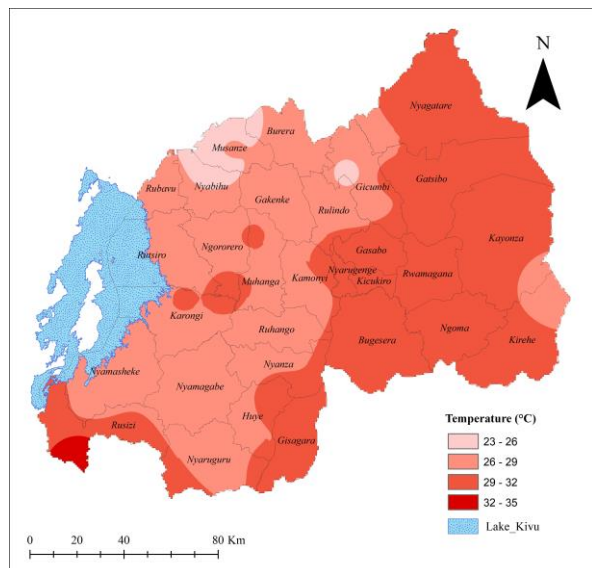 N
Nyagatare
Burera
Musanze
Gatsibo
Rubavu
Nyabihu
Gicumbi
Gakenke
Rulindo
Kayonza
Rutsiro
Ngororero
Gasabo
Nyarugenge
Rwamagana
Muhanga
Kamonyi
Kicukiro
Karongi
Ruhango
Bugesera
Ngoma
Kirehe
Nyamasheke
Nyanza
Nyamagabe
Huye
Rusizi
Gisagara
Nyaruguru
Temperature (°C)
23 - 26
26 - 29
29 - 32
32 - 35
Lake_Kivu
0 20 40 80 Km